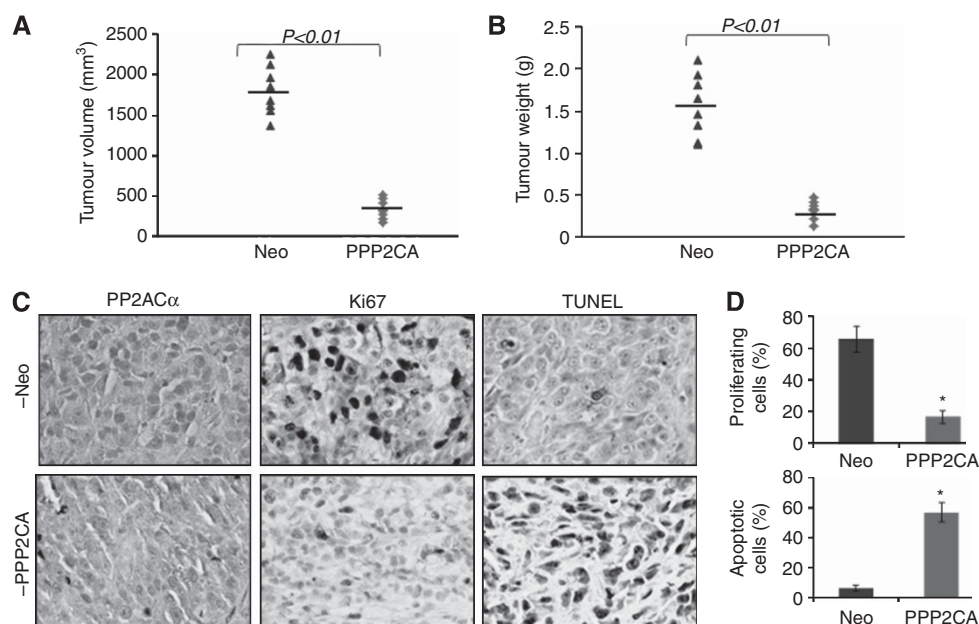 A
Tumour volume (mm³)
2500
2000
1500
1000
500
0
P<0.01
Neo
PPP2CA
B
Tumour weight (g)
2.5
2.0
1.5
1.0
0.5
0
P<0.01
Neo
PPP2CA
C
PP2ACα
Ki67
TUNEL
–Neo
–PPP2CA
D
Proliferating
cells (%)
80
60
40
20
0
*
Neo
PPP2CA
Apoptotic
cells (%)
80
60
40
20
0
*
Neo
PPP2CA